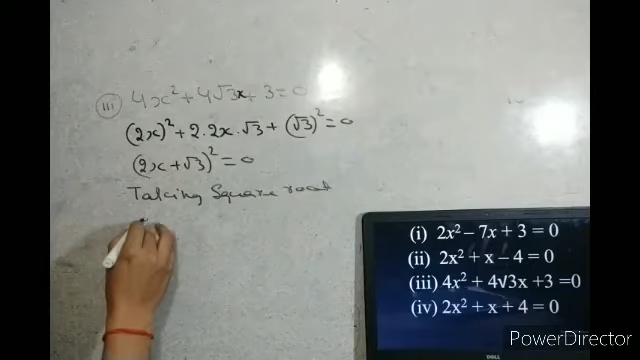 (iii) 4x² + 4√3x + 3 = 0
(2x)² + 2.2x.√3 + (√3)² = 0
(2x + √3)² = 0
Taking Square root
(i) 2x² – 7x + 3 = 0
(ii) 2x² + x – 4 = 0
(iii) 4x² + 4√3x +3 =0
(iv) 2x² + x + 4 = 0
PowerDirector
DELL